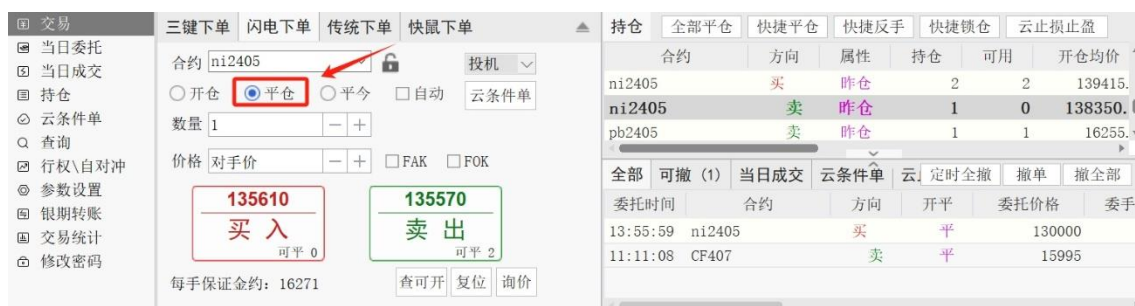 交易
当日委托
当日成交
持仓
云条件单
查询
行权\自对冲
参数设置
银期转账
交易统计
修改密码
三键下单 闪电下单 传统下单 快鼠下单
合约 ni2405 投机
开仓 平仓 平今 自动 云条件单
数量 1 − +
价格 对手价 − + FAK FOK
135610 135570
买 入 卖 出
可平 0 可平 2
每手保证金约: 16271 查可开 复位 询价
持仓 全部平仓 快捷平仓 快捷反手 快捷锁仓 云止损止盈
合约 方向 属性 持仓 可用 开仓均价
ni2405 买 昨仓 2 2 139415.
ni2405 卖 昨仓 1 0 138350.
pb2405 卖 昨仓 1 1 16255.
全部 可撤 (1) 当日成交 云条件单 云 定时全撤 撤单 撤全部
委托时间 合约 方向 开平 委托价格 委手
13:55:59 ni2405 买 平 130000
11:11:08 CF407 卖 平 15995